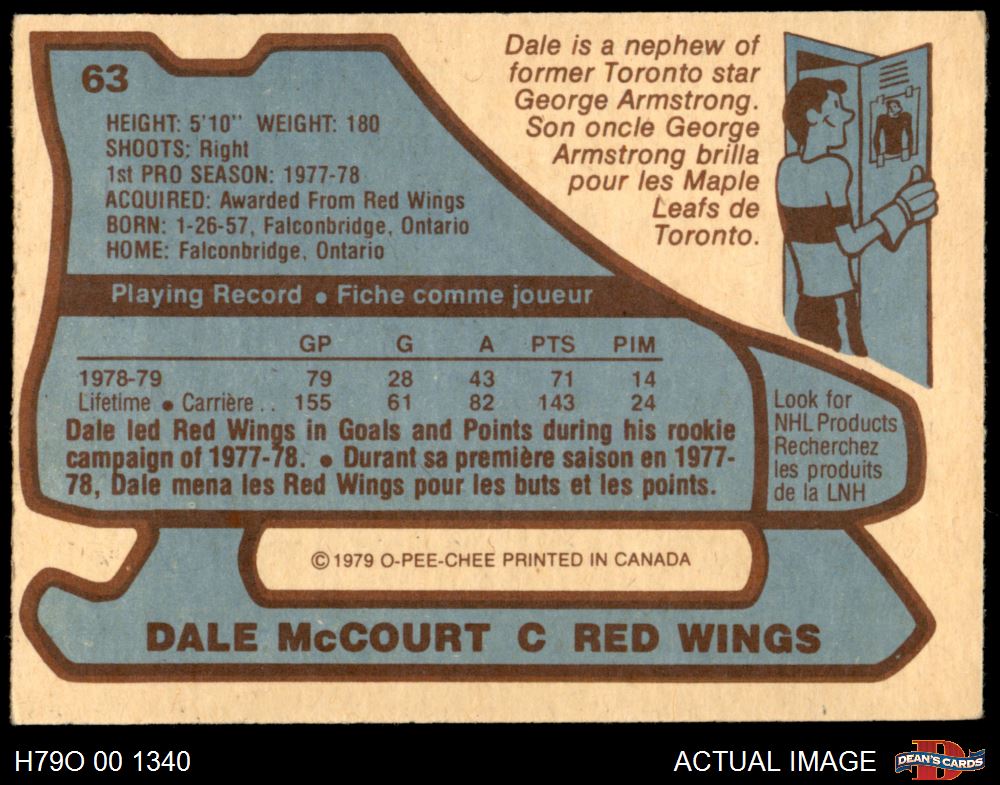 63
HEIGHT: 5'10" WEIGHT: 180
SHOOTS: Right
1st PRO SEASON: 1977-78
ACQUIRED: Awarded From Red Wings
BORN: 1-26-57, Falconbridge, Ontario
HOME: Falconbridge, Ontario
Dale is a nephew of
former Toronto star
George Armstrong.
Son oncle George
Armstrong brilla
pour les Maple
Leafs de
Toronto.
Playing Record • Fiche comme joueur
GP G A PTS PIM
1978-79 79 28 43 71 14
Lifetime • Carrière . . 155 61 82 143 24
Dale led Red Wings in Goals and Points during his rookie
campaign of 1977-78. • Durant sa première saison en 1977-
78, Dale mena les Red Wings pour les buts et les points.
Look for
NHL Products
Recherchez
les produits
de la LNH
© 1979 O-PEE-CHEE PRINTED IN CANADA
DALE McCOURT C RED WINGS
H79O 00 1340
ACTUAL IMAGE
DEAN'S CARDS